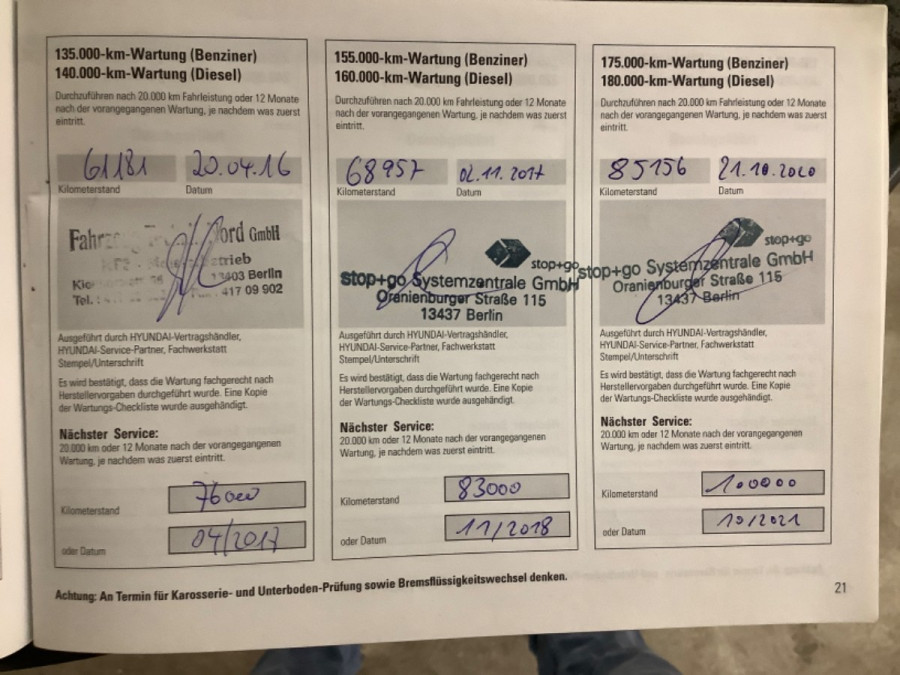 135.000-km-Wartung (Benziner)
140.000-km-Wartung (Diesel)
Durchzuführen nach 20.000 km Fahrleistung oder 12 Monate
nach der vorangegangenen Wartung, je nachdem was zuerst
eintritt.
61181 20.04.16
Kilometerstand Datum
ord GmbH
13403 Berlin
Tel. : 417 09 902
Ausgeführt durch HYUNDAI-Vertragshändler,
HYUNDAI-Service-Partner, Fachwerkstatt
Stempel/Unterschrift
Es wird bestätigt, dass die Wartung fachgerecht nach
Herstellervorgaben durchgeführt wurde. Eine Kopie
der Wartungs-Checkliste wurde ausgehändigt.
Nächster Service:
20.000 km oder 12 Monate nach der vorangegangenen
Wartung, je nachdem was zuerst eintritt.
Kilometerstand 76000
oder Datum 04/2017
155.000-km-Wartung (Benziner)
160.000-km-Wartung (Diesel)
Durchzuführen nach 20.000 km Fahrleistung oder 12 Monate
nach der vorangegangenen Wartung, je nachdem was zuerst
eintritt.
68957 02.11.2017
Kilometerstand Datum
stop+go
stop+go Systemzentrale GmbH
Oranienburger Straße 115
13437 Berlin
Ausgeführt durch HYUNDAI-Vertragshändler,
HYUNDAI-Service-Partner, Fachwerkstatt
Stempel/Unterschrift
Es wird bestätigt, dass die Wartung fachgerecht nach
Herstellervorgaben durchgeführt wurde. Eine Kopie
der Wartungs-Checkliste wurde ausgehändigt.
Nächster Service:
20.000 km oder 12 Monate nach der vorangegangenen
Wartung, je nachdem was zuerst eintritt.
Kilometerstand 83000
oder Datum 11/2018
175.000-km-Wartung (Benziner)
180.000-km-Wartung (Diesel)
Durchzuführen nach 20.000 km Fahrleistung oder 12 Monate
nach der vorangegangenen Wartung, je nachdem was zuerst
eintritt.
85156 21.10.2020
Kilometerstand Datum
stop+go
stop+go Systemzentrale GmbH
Oranienburger Straße 115
13437 Berlin
Ausgeführt durch HYUNDAI-Vertragshändler,
HYUNDAI-Service-Partner, Fachwerkstatt
Stempel/Unterschrift
Es wird bestätigt, dass die Wartung fachgerecht nach
Herstellervorgaben durchgeführt wurde. Eine Kopie
der Wartungs-Checkliste wurde ausgehändigt.
Nächster Service:
20.000 km oder 12 Monate nach der vorangegangenen
Wartung, je nachdem was zuerst eintritt.
Kilometerstand 100000
oder Datum 10/2021
Achtung: An Termin für Karosserie- und Unterboden-Prüfung sowie Bremsflüssigkeitswechsel denken.
21